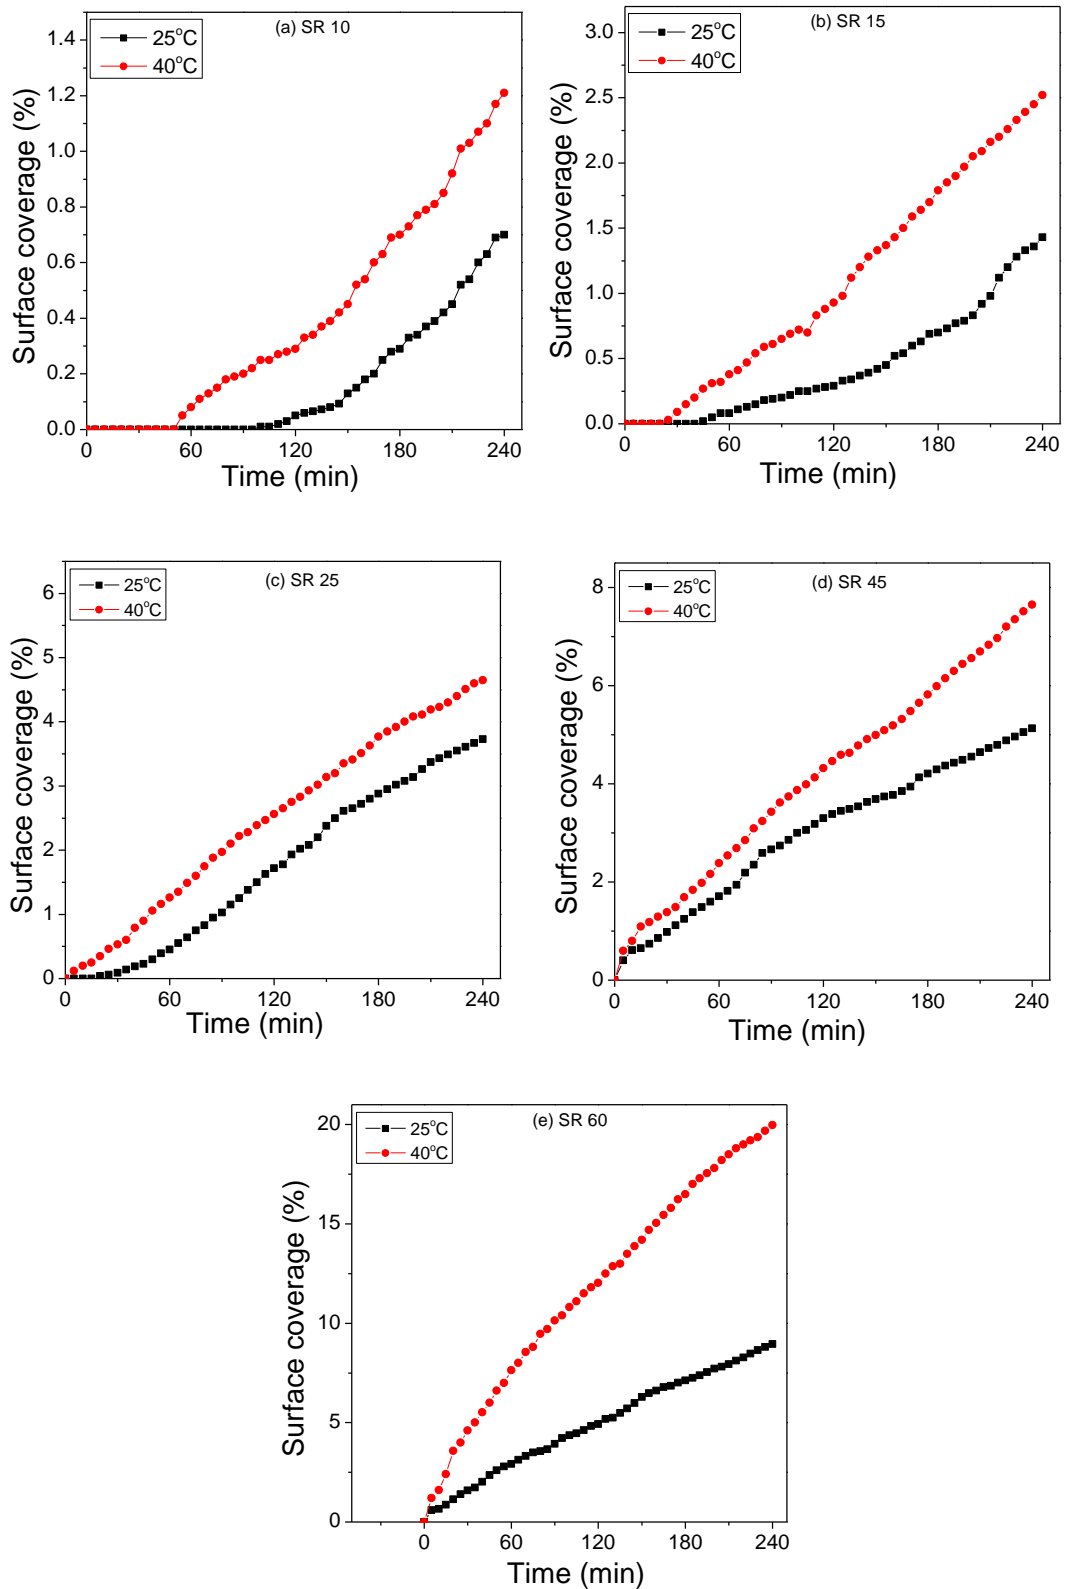 (a) SR 10
25°C
40°C
Surface coverage (%)
1.4
1.2
1.0
0.8
0.6
0.4
0.2
0.0
0 60 120 180 240
Time (min)
(b) SR 15
25°C
40°C
Surface coverage (%)
3.0
2.5
2.0
1.5
1.0
0.5
0.0
0 60 120 180 240
Time (min)
(c) SR 25
25°C
40°C
Surface coverage (%)
6
5
4
3
2
1
0
0 60 120 180 240
Time (min)
(d) SR 45
25°C
40°C
Surface coverage (%)
8
6
4
2
0
0 60 120 180 240
Time (min)
(e) SR 60
25°C
40°C
Surface coverage (%)
20
15
10
5
0
0 60 120 180 240
Time (min)